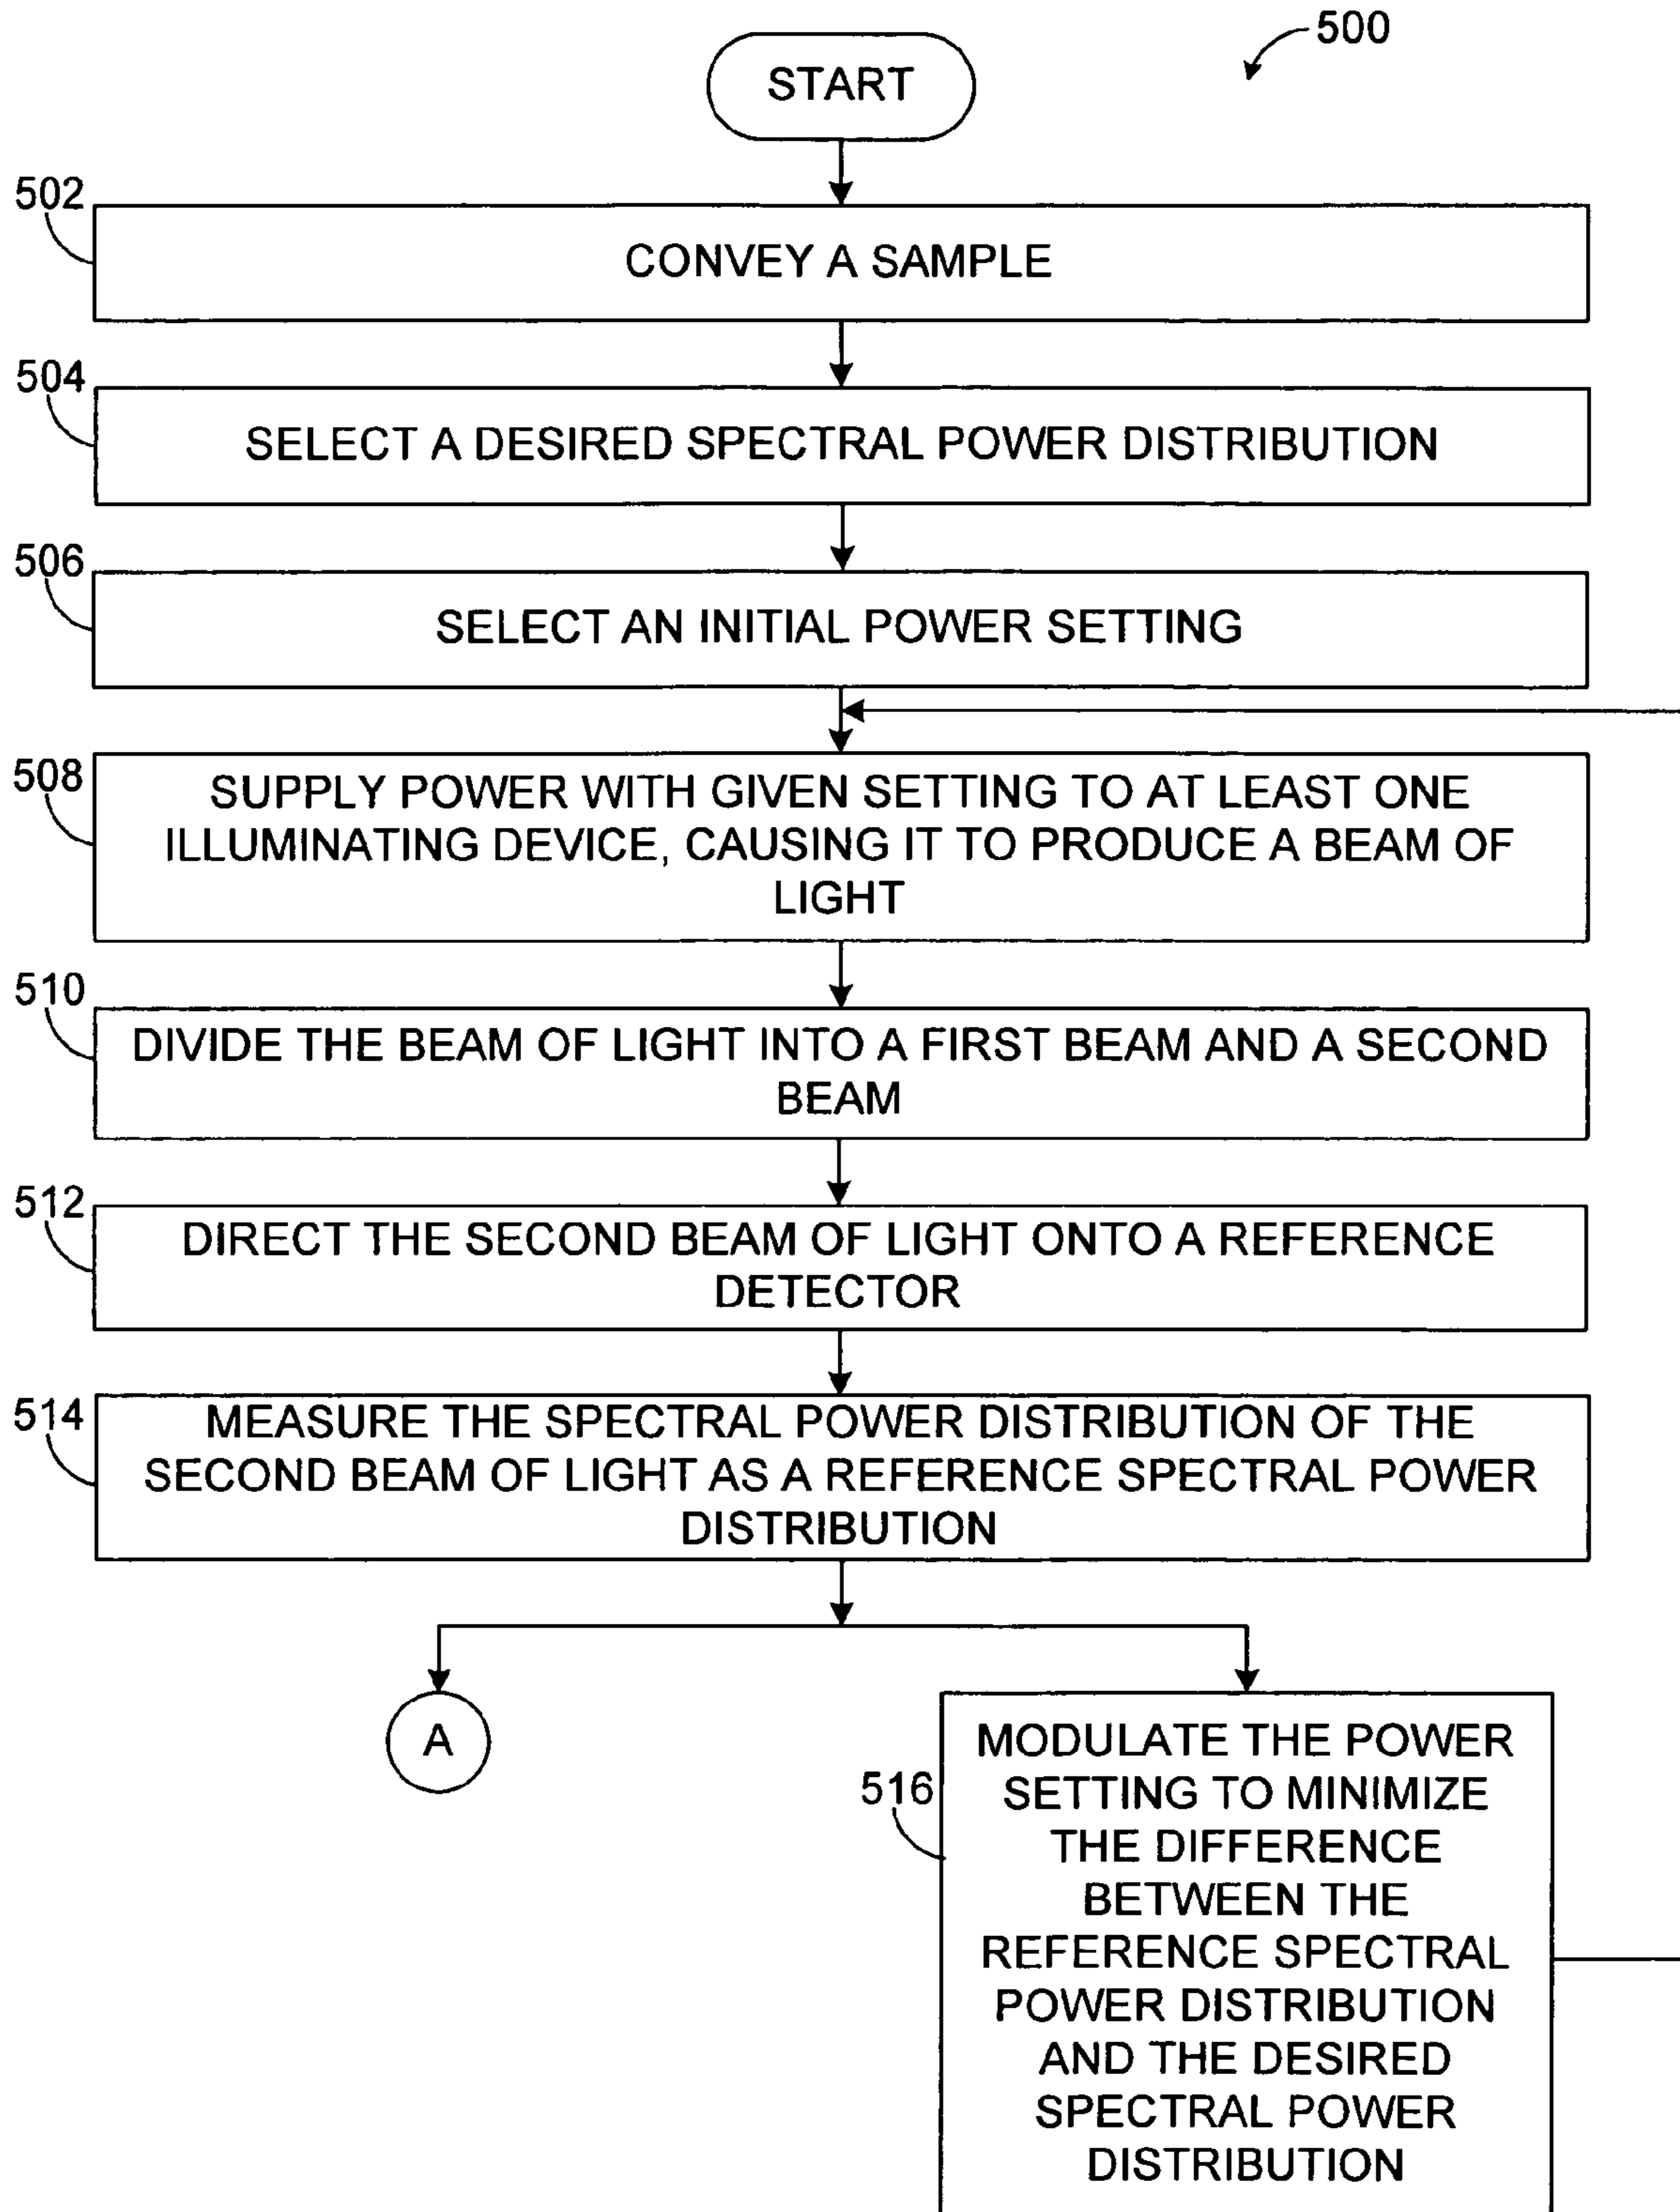 500
START
502
CONVEY A SAMPLE
504
SELECT A DESIRED SPECTRAL POWER DISTRIBUTION
506
SELECT AN INITIAL POWER SETTING
508
SUPPLY POWER WITH GIVEN SETTING TO AT LEAST ONE
ILLUMINATING DEVICE, CAUSING IT TO PRODUCE A BEAM OF
LIGHT
510
DIVIDE THE BEAM OF LIGHT INTO A FIRST BEAM AND A SECOND
BEAM
512
DIRECT THE SECOND BEAM OF LIGHT ONTO A REFERENCE
DETECTOR
514
MEASURE THE SPECTRAL POWER DISTRIBUTION OF THE
SECOND BEAM OF LIGHT AS A REFERENCE SPECTRAL POWER
DISTRIBUTION
A
516
MODULATE THE POWER
SETTING TO MINIMIZE
THE DIFFERENCE
BETWEEN THE
REFERENCE SPECTRAL
POWER DISTRIBUTION
AND THE DESIRED
SPECTRAL POWER
DISTRIBUTION